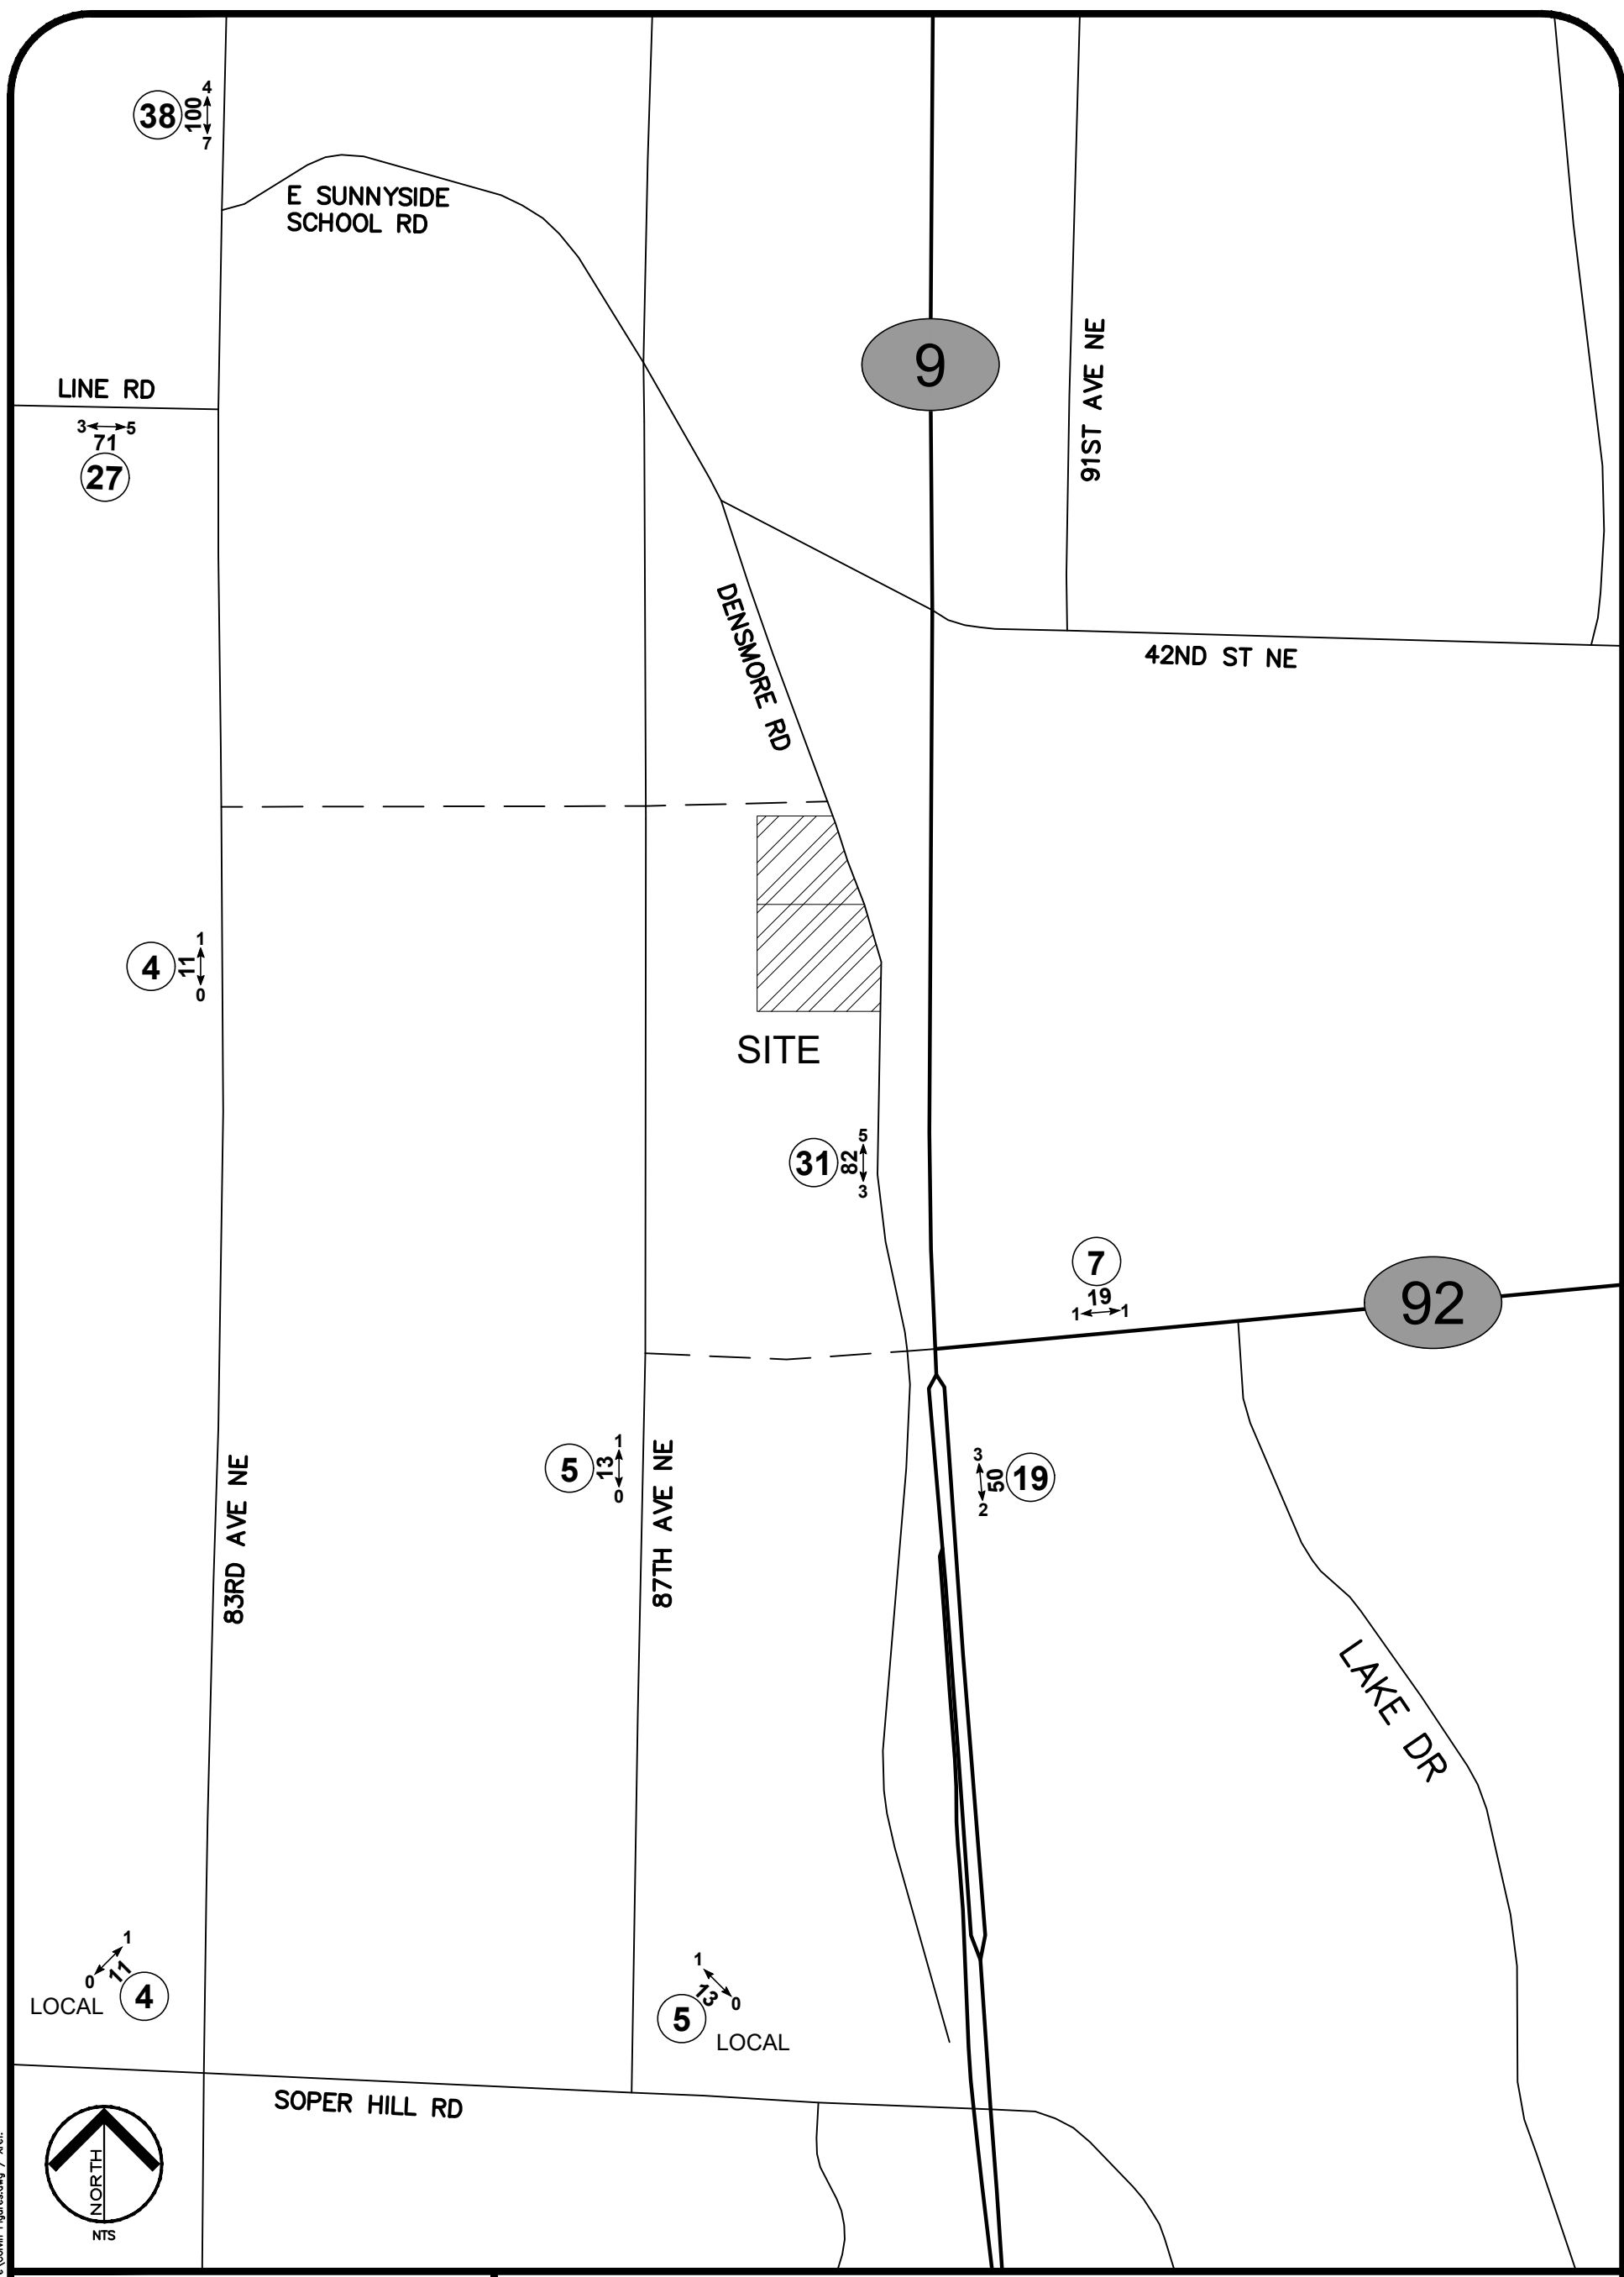 4
38
100
7
E SUNNYSIDE
SCHOOL RD
9
91ST AVE NE
LINE RD
3 5
71
27
DENSMORE RD
42ND ST NE
1
4
11
0
SITE
5
31
82
3
7
19
1 1
92
1
5
13
0
3
50
19
2
83RD AVE NE
87TH AVE NE
LAKE DR
1
0
11
4
LOCAL
1
13
0
5
LOCAL
SOPER HILL RD
NORTH
NTS